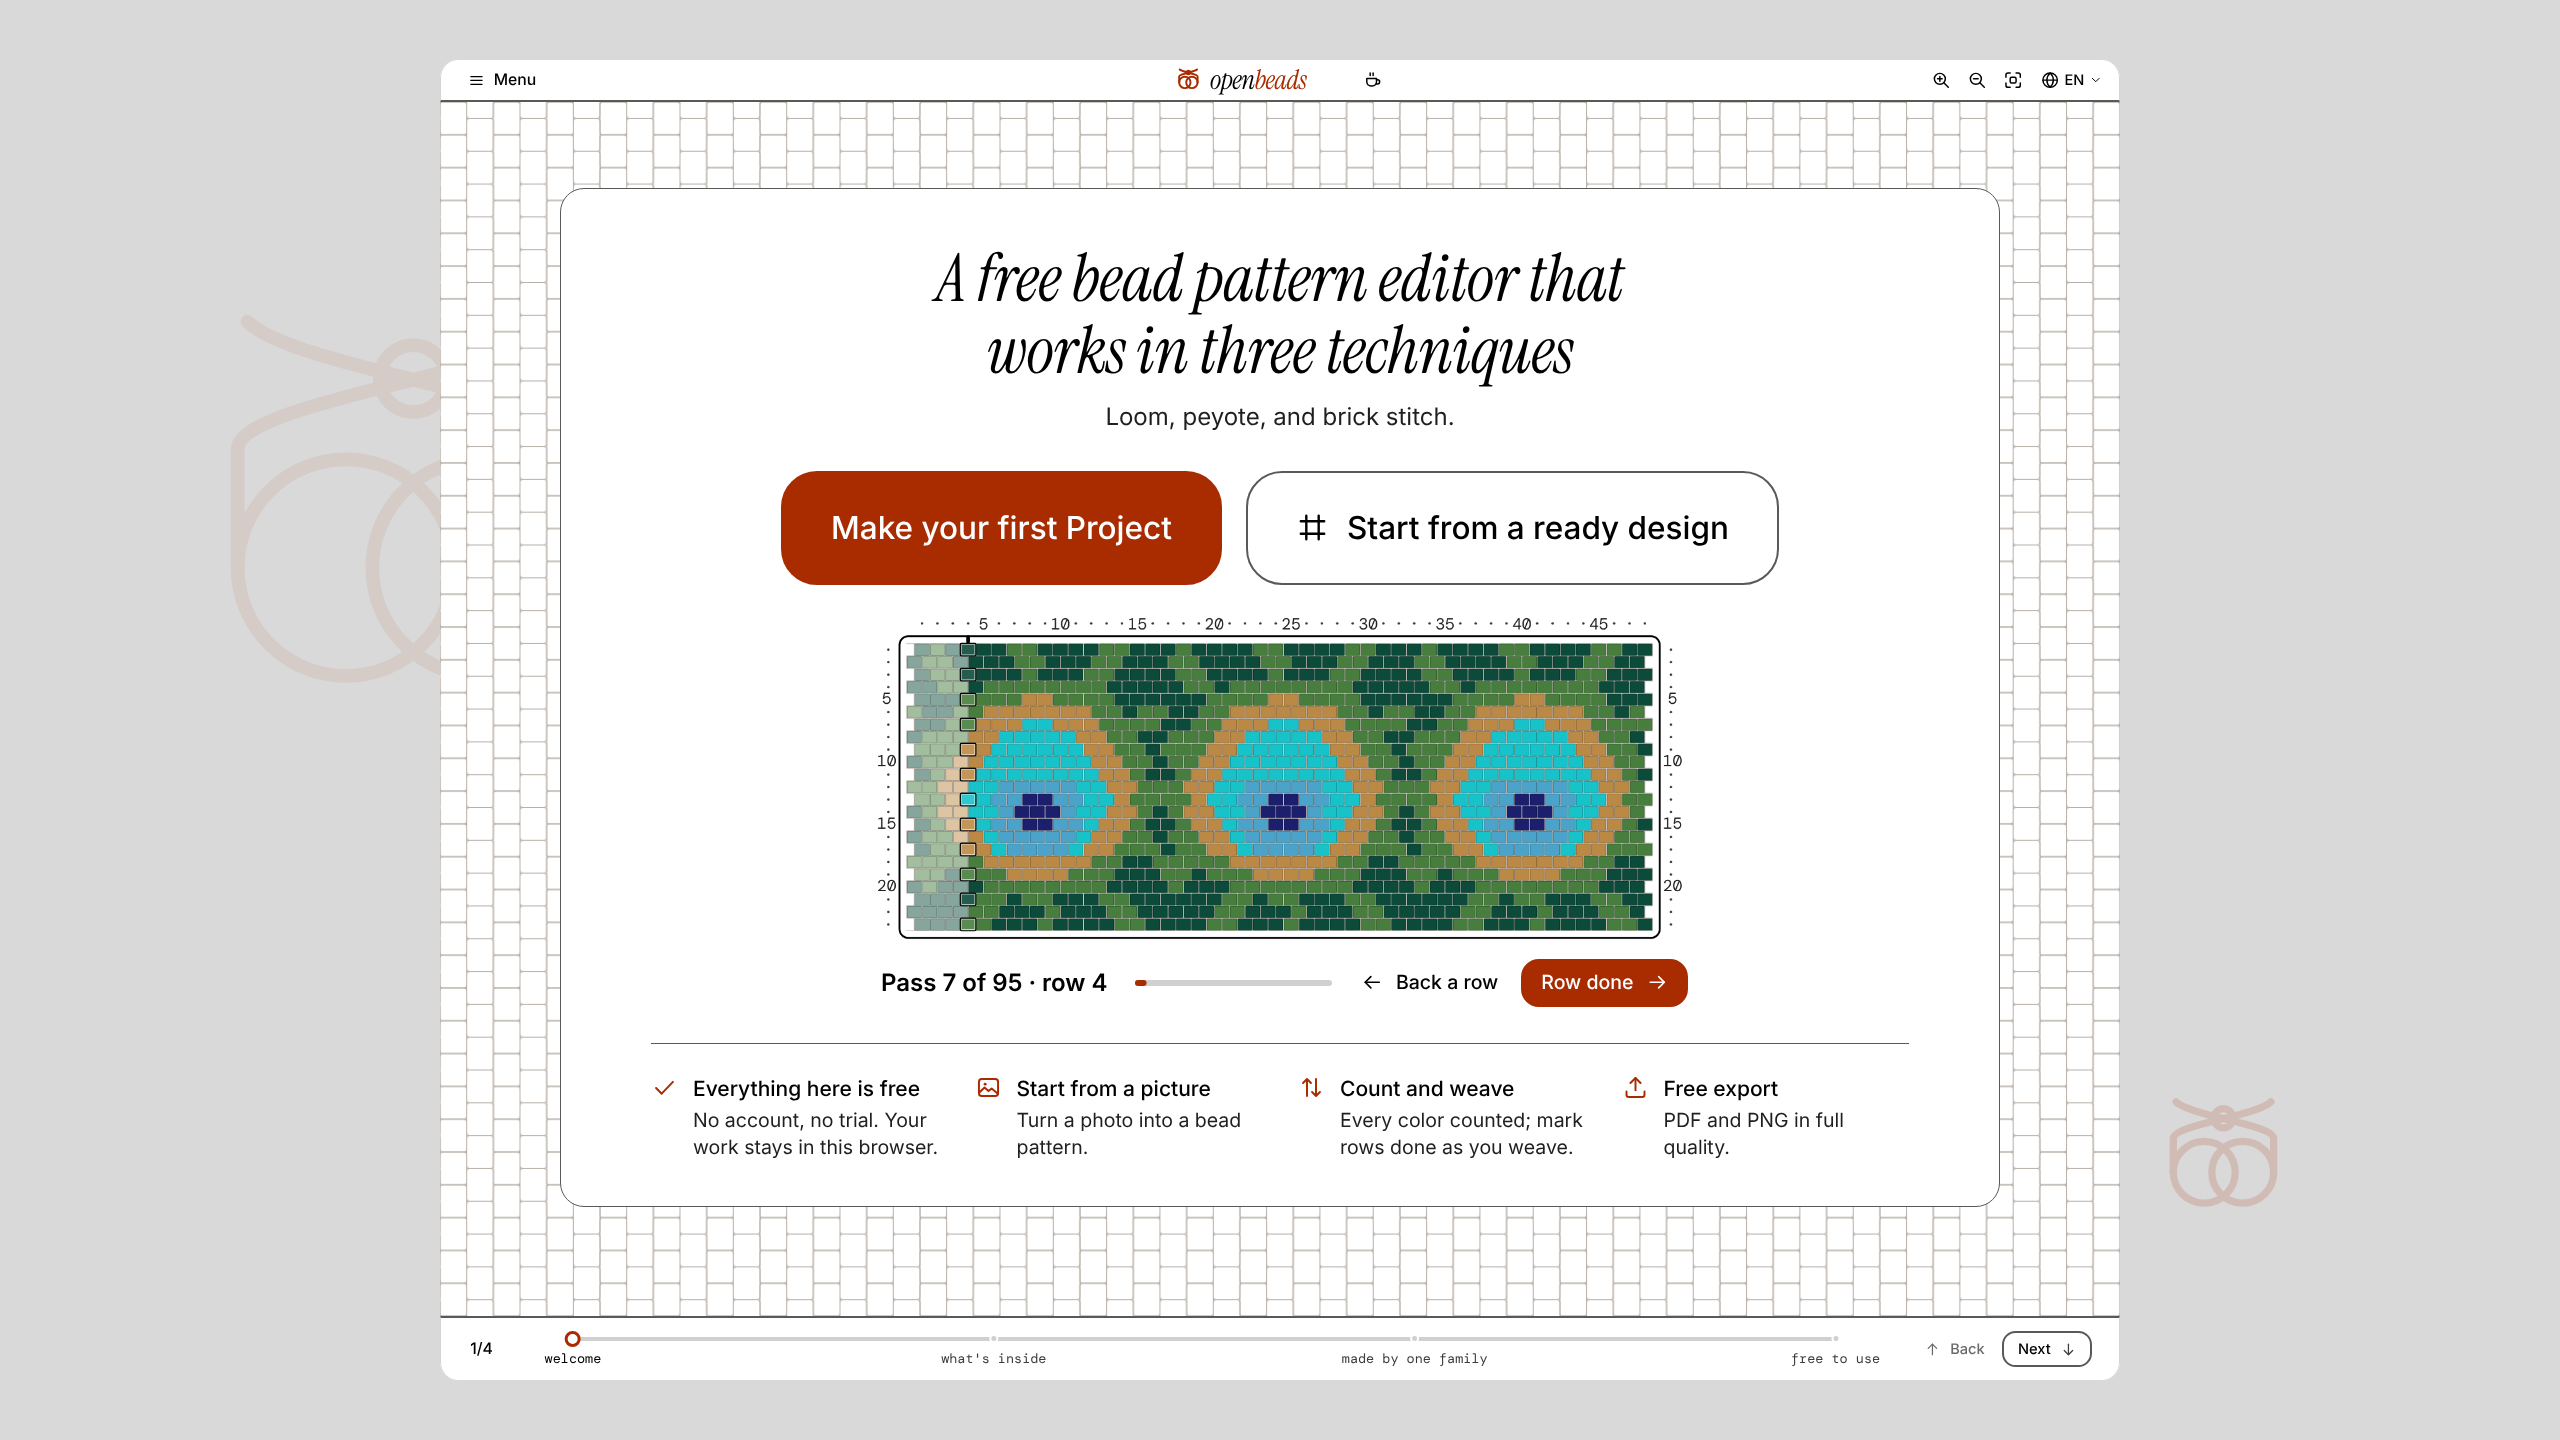 Menu
openbeads
EN
A free bead pattern editor that
works in three techniques
Loom, peyote, and brick stitch.
Make your first Project
Start from a ready design
5 10 15 20 25 30 35 40 45
5 5
10 10
15 15
20 20
Pass 7 of 95 · row 4
Back a row
Row done
Everything here is free
No account, no trial. Your
work stays in this browser.
Start from a picture
Turn a photo into a bead
pattern.
Count and weave
Every color counted; mark
rows done as you weave.
Free export
PDF and PNG in full
quality.
1/4
welcome
what's inside
made by one family
free to use
Back
Next